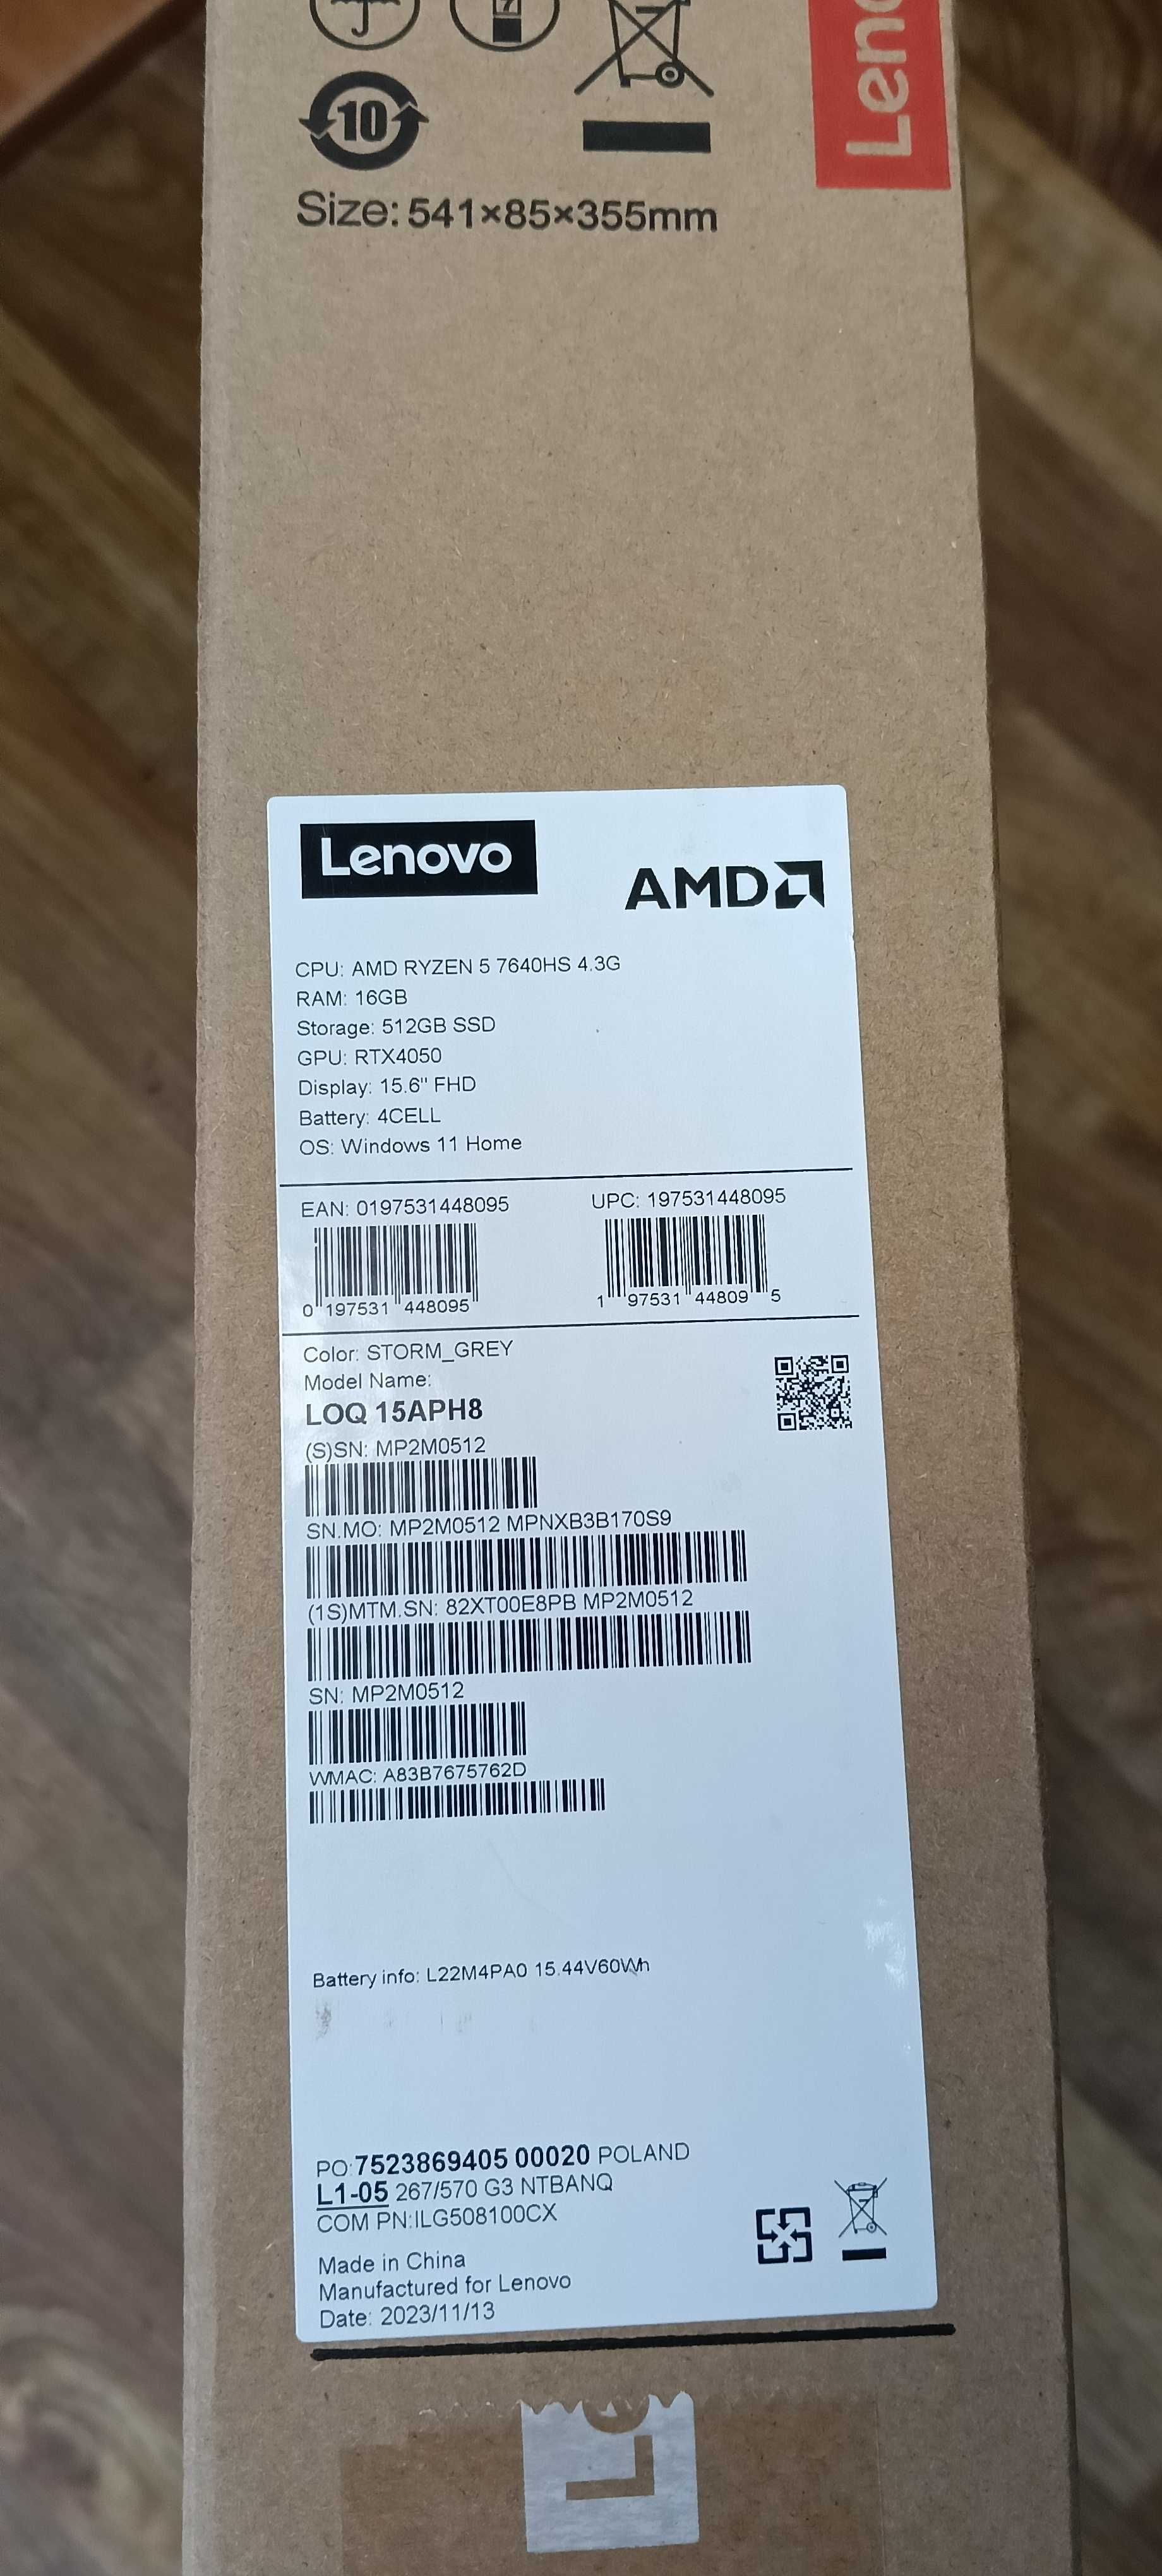 7
10
Size: 541×85×355mm
Leno
Lenovo
AMD
CPU: AMD RYZEN 5 7640HS 4.3G
RAM: 16GB
Storage: 512GB SSD
GPU: RTX4050
Display: 15.6" FHD
Battery: 4CELL
OS: Windows 11 Home
EAN: 0197531448095 UPC: 197531448095
0 197531 448095 1 97531 44809 5
Color: STORM_GREY
Model Name:
LOQ 15APH8
(S)SN: MP2M0512
SN.MO: MP2M0512 MPNXB3B170S9
(1S)MTM.SN: 82XT00E8PB MP2M0512
SN: MP2M0512
WMAC: A83B7675762D
Battery info: L22M4PA0 15.44V60Wh
PO:7523869405 00020 POLAND
L1-05 267/570 G3 NTBANQ
COM PN:ILG508100CX
Made in China
Manufactured for Lenovo
Date: 2023/11/13
L